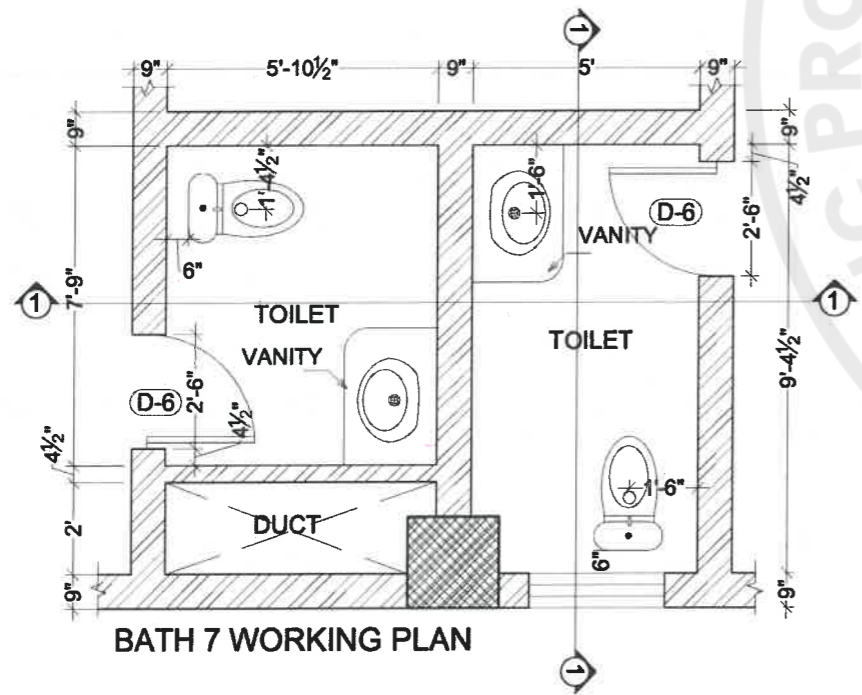 1
9" 5'-10½" 9" 5' 9"
9" 9"
1'-4½" 1'-6" 4½"
D-6 2'-6"
6" VANITY
7'-9"
1 1
TOILET TOILET
VANITY 9'-4½"
D-6 2'-6"
4½"
4½" 1'-6"
2' DUCT
6"
9" 9"
BATH 7 WORKING PLAN
1
PRO